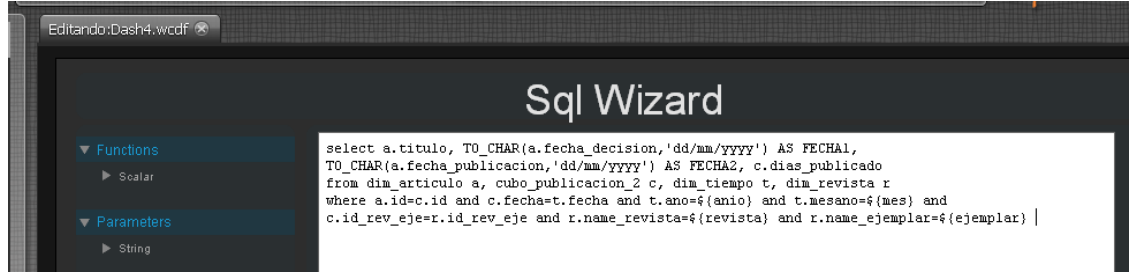 Editando:Dash4.wcdf
Sql Wizard
Functions
Scalar
Parameters
String
select a.titulo, TO_CHAR(a.fecha_decision,'dd/mm/yyyy') AS FECHA1,
TO_CHAR(a.fecha_publicacion,'dd/mm/yyyy') AS FECHA2, c.dias_publicado
from dim_articulo a, cubo_publicacion_2 c, dim_tiempo t, dim_revista r
where a.id=c.id and c.fecha=t.fecha and t.ano=${anio} and t.mesano=${mes} and
c.id_rev_eje=r.id_rev_eje and r.name_revista=${revista} and r.name_ejemplar=${ejemplar}